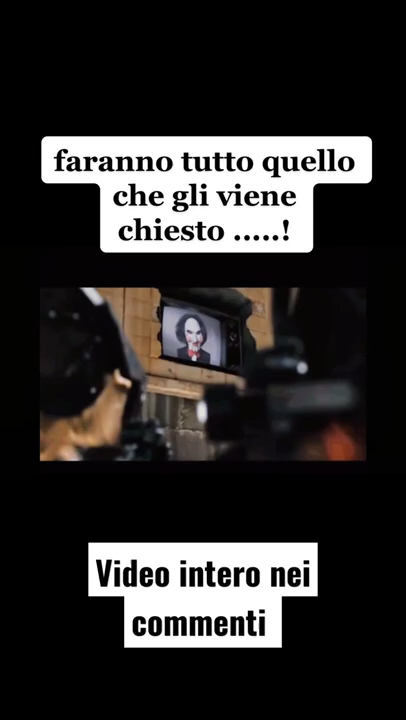 faranno tutto quello
che gli viene
chiesto .....!
Video intero nei
commenti